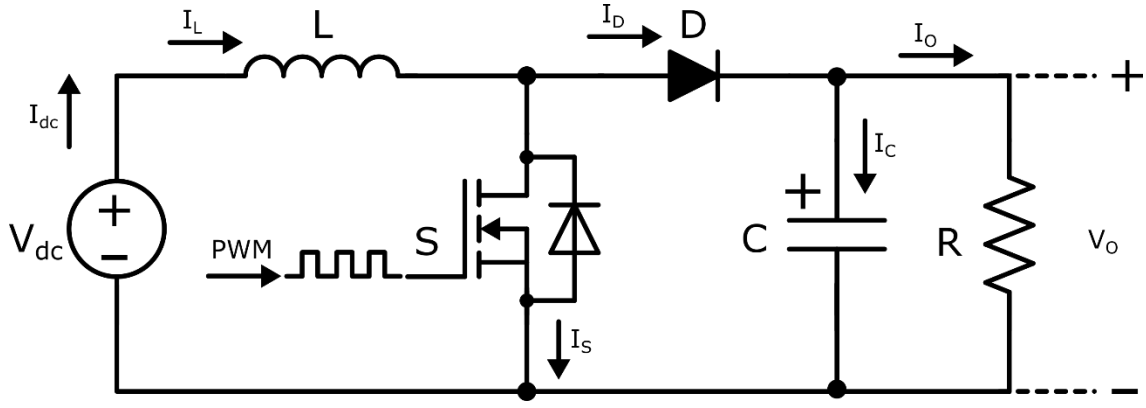 I_L
L
I_D
D
I_O
+
I_dc
I_C
+
+
V_dc
-
PWM
S
C
R
V_O
I_S
-